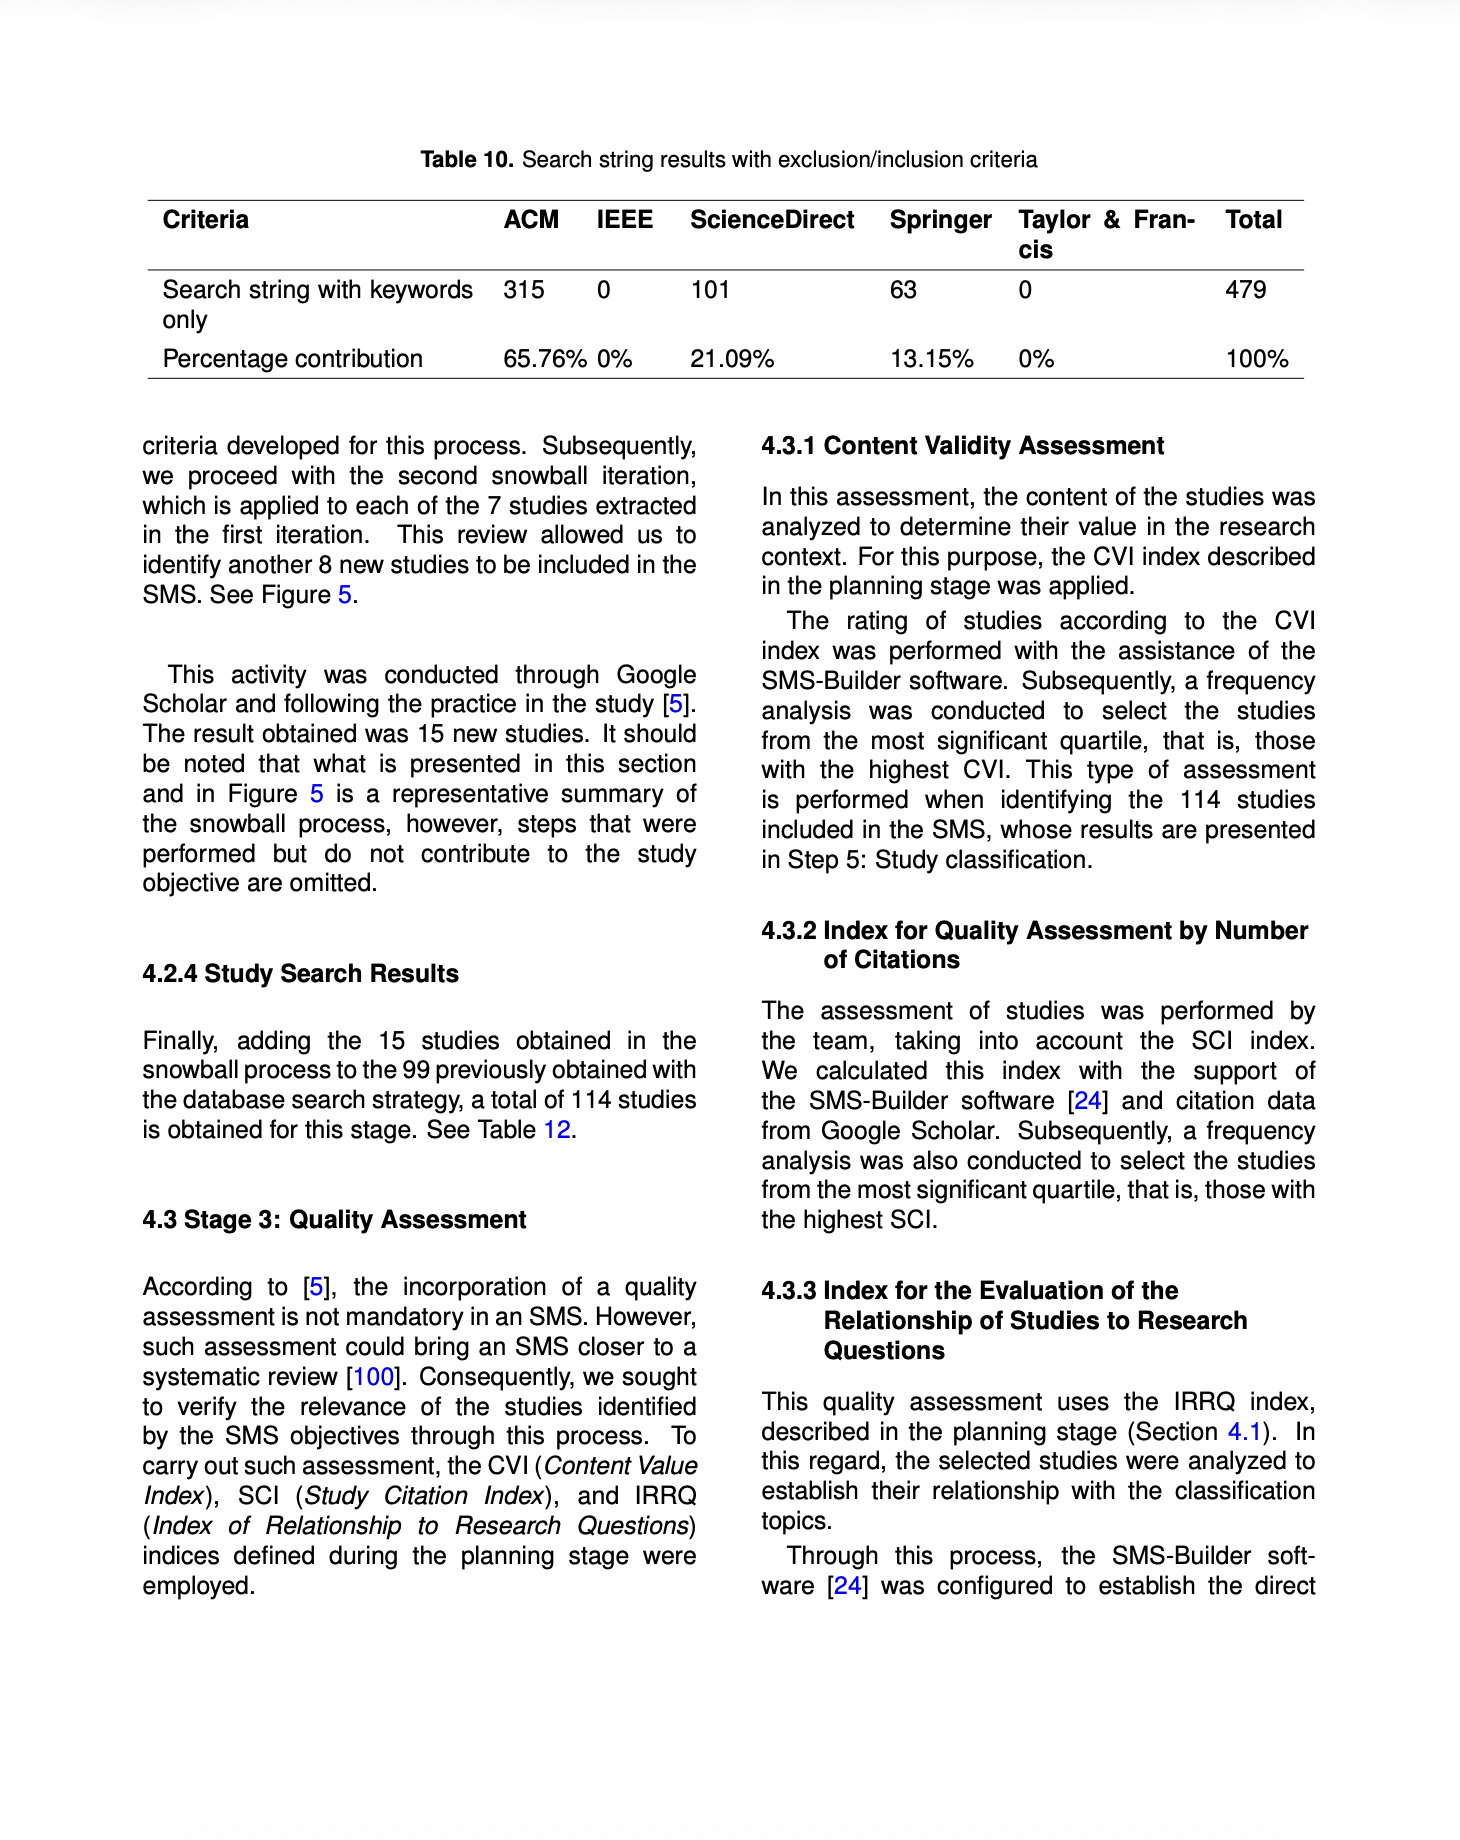 Table 10. Search string results with exclusion/inclusion criteria
Criteria ACM IEEE ScienceDirect Springer Taylor & Fran-
cis Total
Search string with keywords 315 0 101 63 0 479
only
Percentage contribution 65.76% 0% 21.09% 13.15% 0% 100%
criteria developed for this process. Subsequently,
we proceed with the second snowball iteration,
which is applied to each of the 7 studies extracted
in the first iteration. This review allowed us to
identify another 8 new studies to be included in the
SMS. See Figure 5.
This activity was conducted through Google
Scholar and following the practice in the study [5].
The result obtained was 15 new studies. It should
be noted that what is presented in this section
and in Figure 5 is a representative summary of
the snowball process, however, steps that were
performed but do not contribute to the study
objective are omitted.
4.2.4 Study Search Results
Finally, adding the 15 studies obtained in the
snowball process to the 99 previously obtained with
the database search strategy, a total of 114 studies
is obtained for this stage. See Table 12.
4.3 Stage 3: Quality Assessment
According to [5], the incorporation of a quality
assessment is not mandatory in an SMS. However,
such assessment could bring an SMS closer to a
systematic review [100]. Consequently, we sought
to verify the relevance of the studies identified
by the SMS objectives through this process. To
carry out such assessment, the CVI (Content Value
Index), SCI (Study Citation Index), and IRRQ
(Index of Relationship to Research Questions)
indices defined during the planning stage were
employed.
4.3.1 Content Validity Assessment
In this assessment, the content of the studies was
analyzed to determine their value in the research
context. For this purpose, the CVI index described
in the planning stage was applied.
The rating of studies according to the CVI
index was performed with the assistance of the
SMS-Builder software. Subsequently, a frequency
analysis was conducted to select the studies
from the most significant quartile, that is, those
with the highest CVI. This type of assessment
is performed when identifying the 114 studies
included in the SMS, whose results are presented
in Step 5: Study classification.
4.3.2 Index for Quality Assessment by Number
of Citations
The assessment of studies was performed by
the team, taking into account the SCI index.
We calculated this index with the support of
the SMS-Builder software [24] and citation data
from Google Scholar. Subsequently, a frequency
analysis was also conducted to select the studies
from the most significant quartile, that is, those with
the highest SCI.
4.3.3 Index for the Evaluation of the
Relationship of Studies to Research
Questions
This quality assessment uses the IRRQ index,
described in the planning stage (Section 4.1). In
this regard, the selected studies were analyzed to
establish their relationship with the classification
topics.
Through this process, the SMS-Builder soft-
ware [24] was configured to establish the direct